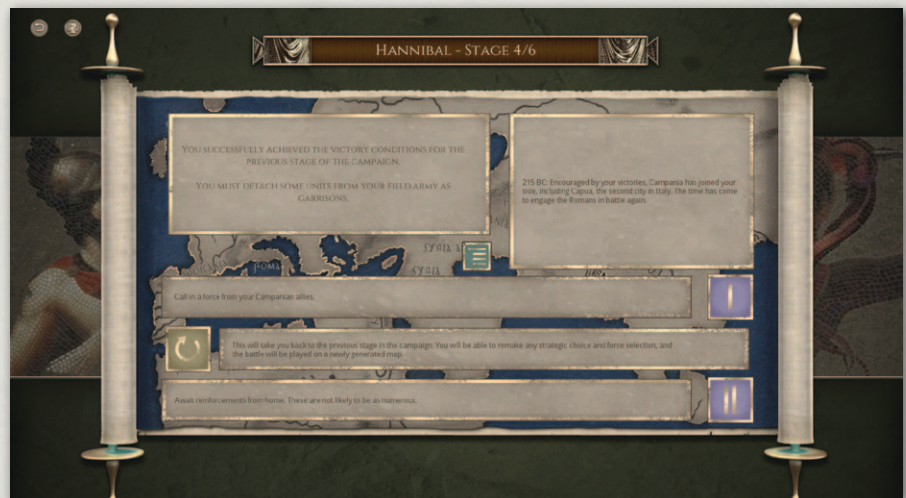 HANNIBAL - STAGE 4/6
YOU SUCCESSFULLY ACHIEVED THE VICTORY CONDITIONS FOR THE
PREVIOUS STAGE OF THE CAMPAIGN.
YOU MUST DETACH SOME UNITS FROM YOUR FIELD ARMY AS
GARRISONS.
215 BC: Encouraged by your victories, Campania has joined your
side, including Capua, the second city in Italy. The time has come
to engage the Romans in battle again.
ROMA
Call in a force from your Campanian allies.
I
This will take you back to the previous stage in the campaign. You will be able to remake any strategic choice and force selection, and
the battle will be played on a newly generated map.
Await reinforcements from home. These are not likely to be as numerous.
II